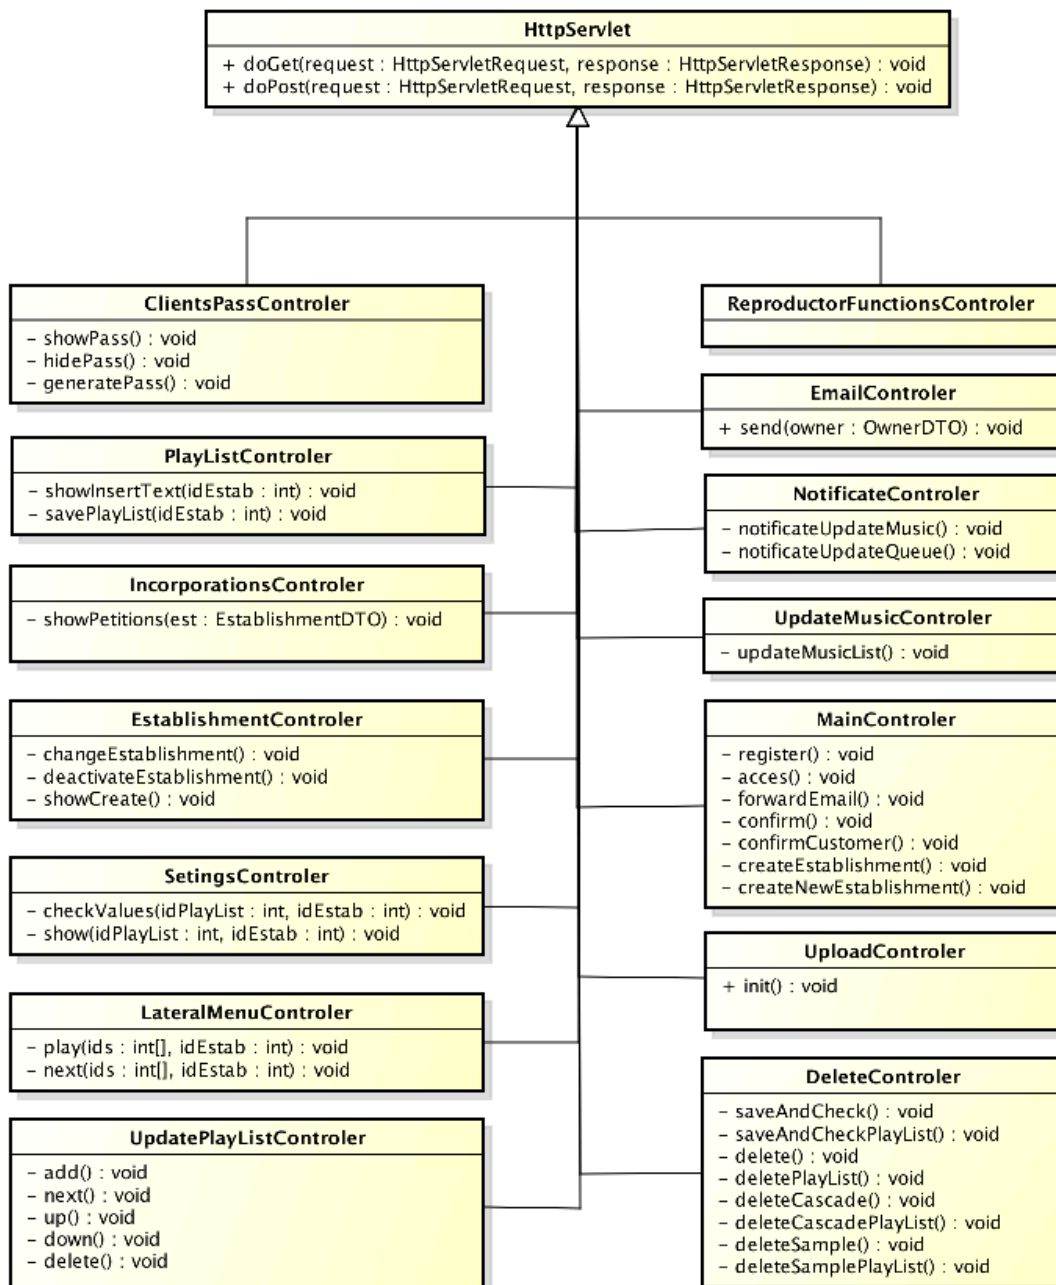 HttpServlet
+ doGet(request : HttpServletRequest, response : HttpServletResponse) : void
+ doPost(request : HttpServletRequest, response : HttpServletResponse) : void
ClientsPassControler
- showPass() : void
- hidePass() : void
- generatePass() : void
PlayListControler
- showInsertText(idEstab : int) : void
- savePlayList(idEstab : int) : void
IncorporationsControler
- showPetitions(est : EstablishmentDTO) : void
EstablishmentControler
- changeEstablishment() : void
- deactivateEstablishment() : void
- showCreate() : void
SetingsControler
- checkValues(idPlayList : int, idEstab : int) : void
- show(idPlayList : int, idEstab : int) : void
LateralMenuControler
- play(ids : int[], idEstab : int) : void
- next(ids : int[], idEstab : int) : void
UpdatePlayListControler
- add() : void
- next() : void
- up() : void
- down() : void
- delete() : void
ReproductorFunctionsControler
EmailControler
+ send(owner : OwnerDTO) : void
NotificateControler
- notificateUpdateMusic() : void
- notificateUpdateQueue() : void
UpdateMusicControler
- updateMusicList() : void
MainControler
- register() : void
- acces() : void
- forwardEmail() : void
- confirm() : void
- confirmCustomer() : void
- createEstablishment() : void
- createNewEstablishment() : void
UploadControler
+ init() : void
DeleteControler
- saveAndCheck() : void
- saveAndCheckPlayList() : void
- delete() : void
- deletePlayList() : void
- deleteCascade() : void
- deleteCascadePlayList() : void
- deleteSample() : void
- deleteSamplePlayList() : void